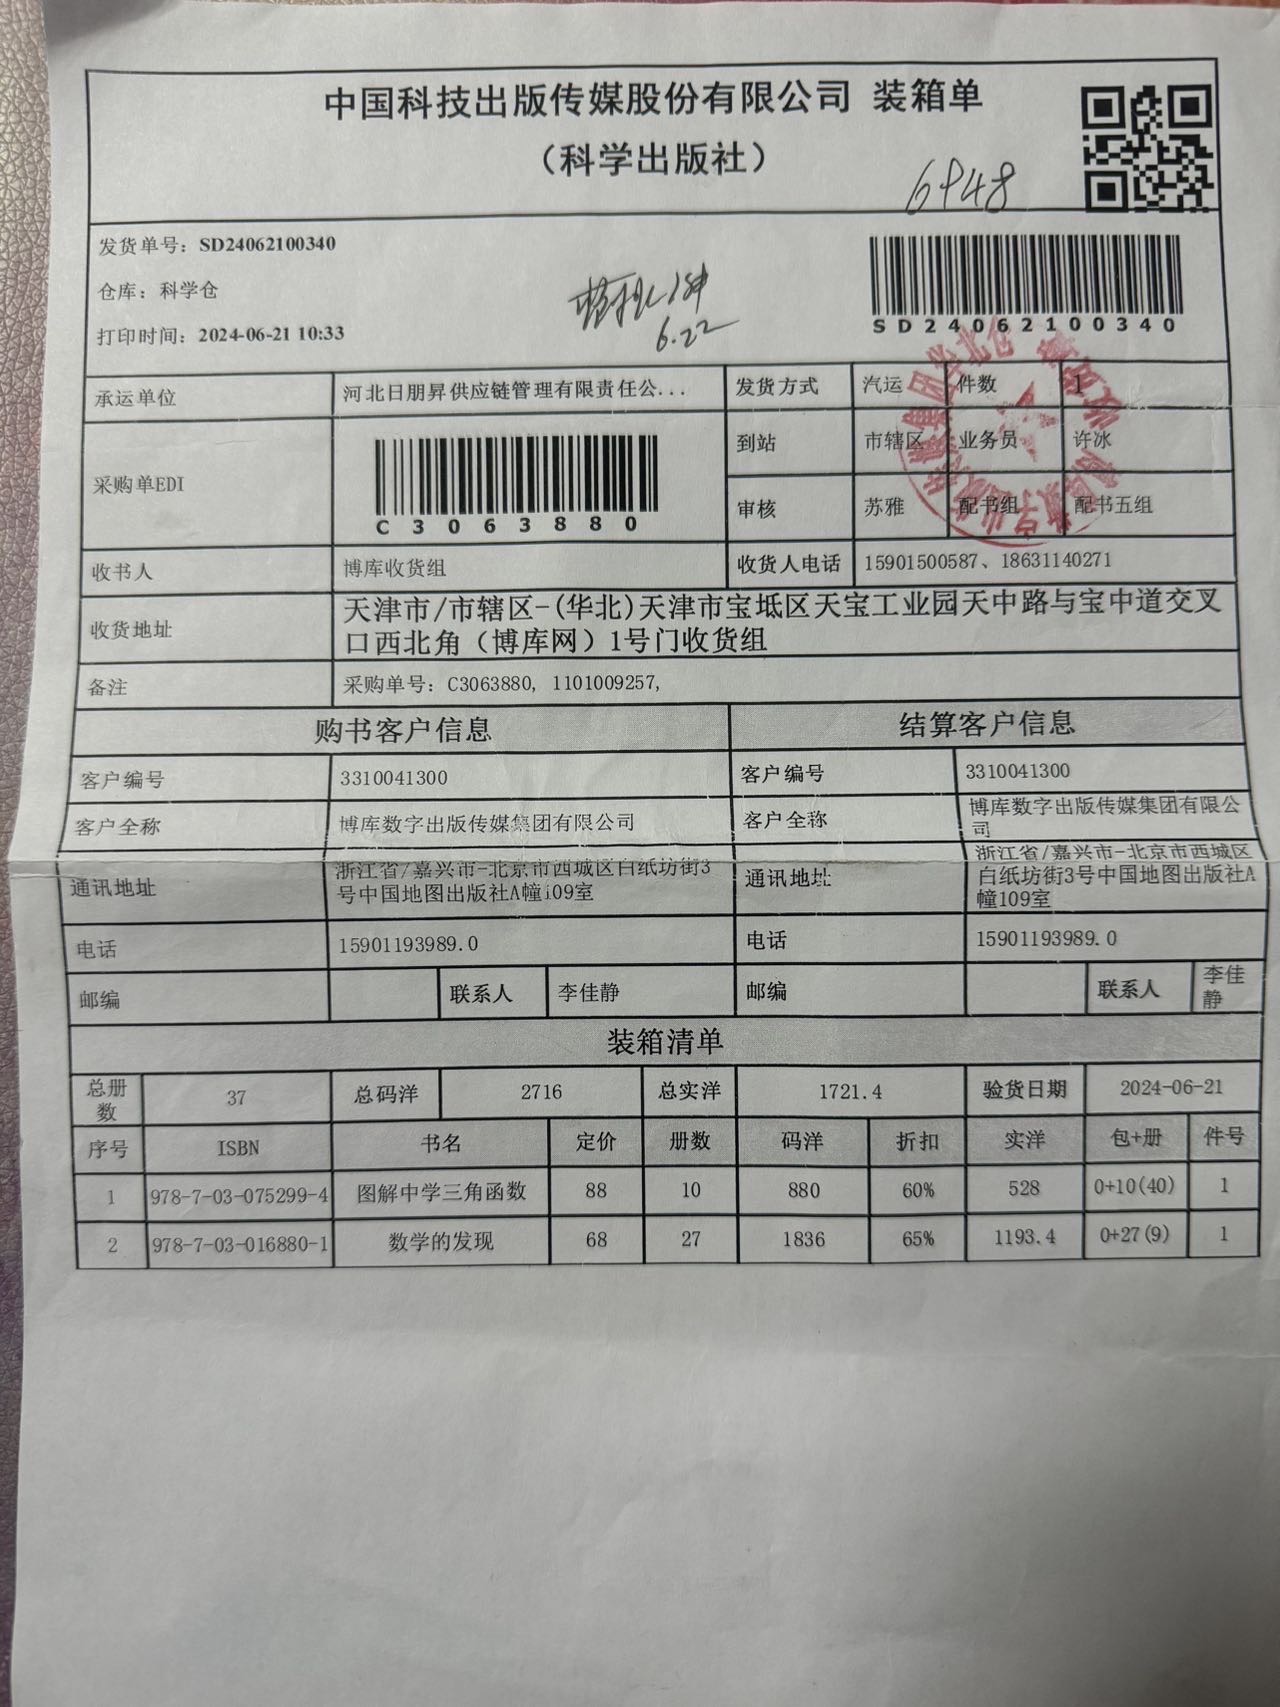 中国科技出版传媒股份有限公司 装箱单
（科学出版社）
6948
发货单号：SD24062100340
仓库：科学仓
打印时间：2024-06-21 10:33
6.22
SD24062100340
承运单位 河北日朋昇供应链管理有限责任公... 发货方式 汽运 件数 1
采购单EDI C3063880 到站 市辖区 业务员 许冰
审核 苏雅 配书组 配书五组
收书人 博库收货组 收货人电话 15901500587、18631140271
收货地址 天津市/市辖区-(华北)天津市宝坻区天宝工业园天中路与宝中道交叉
口西北角（博库网）1号门收货组
备注 采购单号：C3063880, 1101009257,
购书客户信息 结算客户信息
客户编号 3310041300 客户编号 3310041300
客户全称 博库数字出版传媒集团有限公司 客户全称 博库数字出版传媒集团有限公
司
通讯地址 浙江省/嘉兴市-北京市西城区白纸坊街3
号中国地图出版社A幢109室
通讯地址 浙江省/嘉兴市-北京市西城区
白纸坊街3号中国地图出版社A
幢109室
电话 15901193989.0 电话 15901193989.0
邮编 联系人 李佳静 邮编 联系人 李佳
静
装箱清单
总册
数 37 总码洋 2716 总实洋 1721.4 验货日期 2024-06-21
序号 ISBN 书名 定价 册数 码洋 折扣 实洋 包+册 件号
1 978-7-03-075299-4 图解中学三角函数 88 10 880 60% 528 0+10(40) 1
2 978-7-03-016880-1 数学的发现 68 27 1836 65% 1193.4 0+27(9) 1